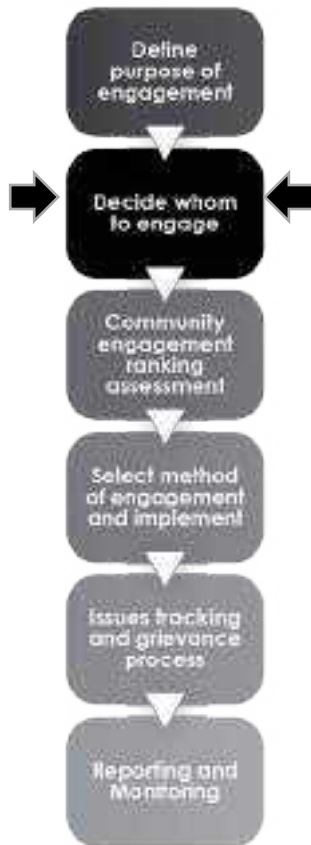 Define
purpose of
engagement
Decide whom
to engage
Community
engagement
ranking
assessment
Select method
of engagement
and implement
Issues tracking
and grievance
process
Reporting and
Monitoring